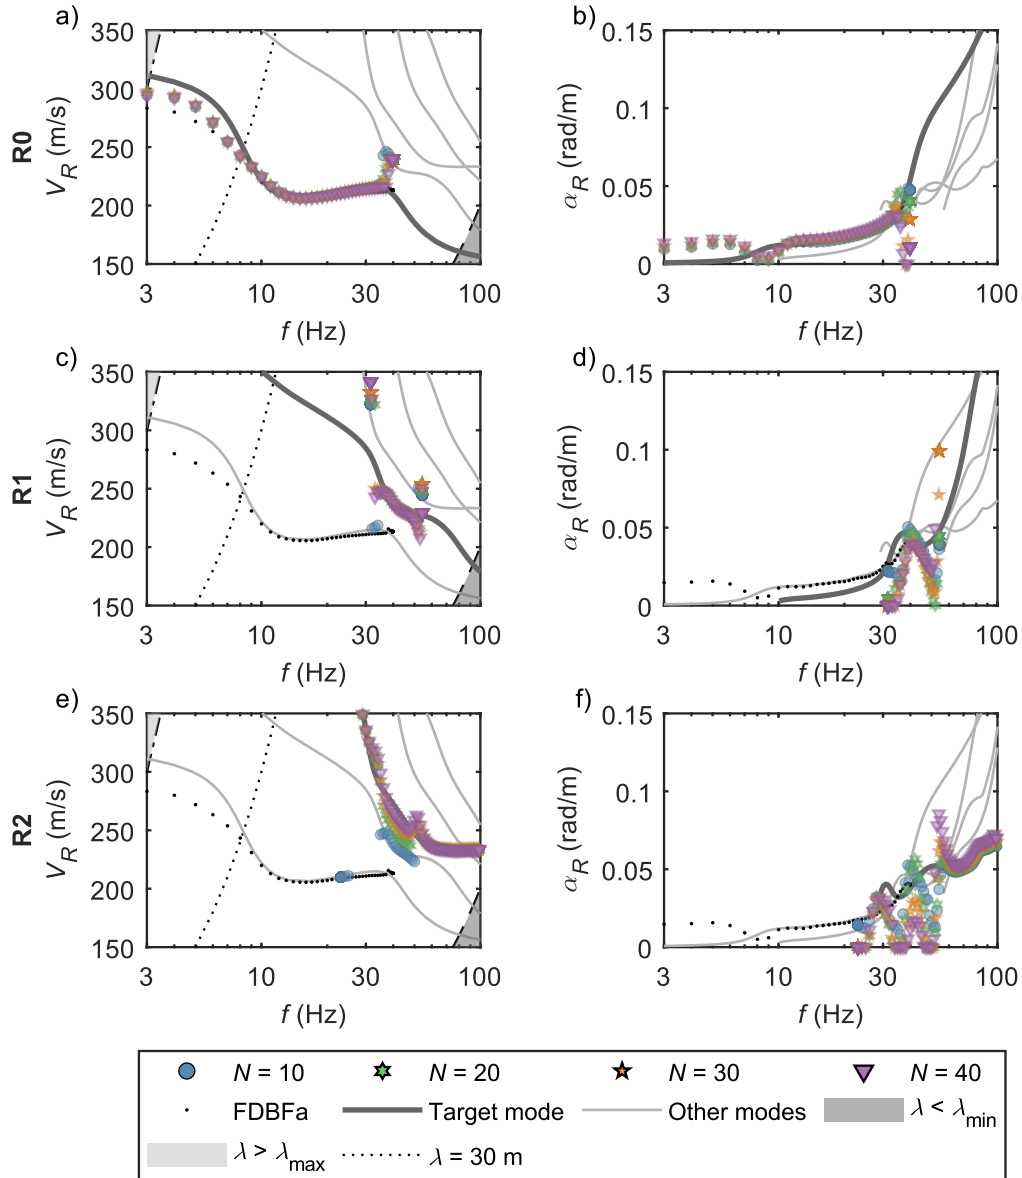 a)
350
300
250
200
150
V_R (m/s)
R0
3 10 30 100
f (Hz)
b)
0.15
0.1
0.05
0
α_R (rad/m)
3 10 30 100
f (Hz)
c)
350
300
250
200
150
V_R (m/s)
R1
3 10 30 100
f (Hz)
d)
0.15
0.1
0.05
0
α_R (rad/m)
3 10 30 100
f (Hz)
e)
350
300
250
200
150
V_R (m/s)
R2
3 10 30 100
f (Hz)
f)
0.15
0.1
0.05
0
α_R (rad/m)
3 10 30 100
f (Hz)
N = 10 N = 20 N = 30 N = 40
FDBFa Target mode Other modes λ < λ_min
λ > λ_max λ = 30 m